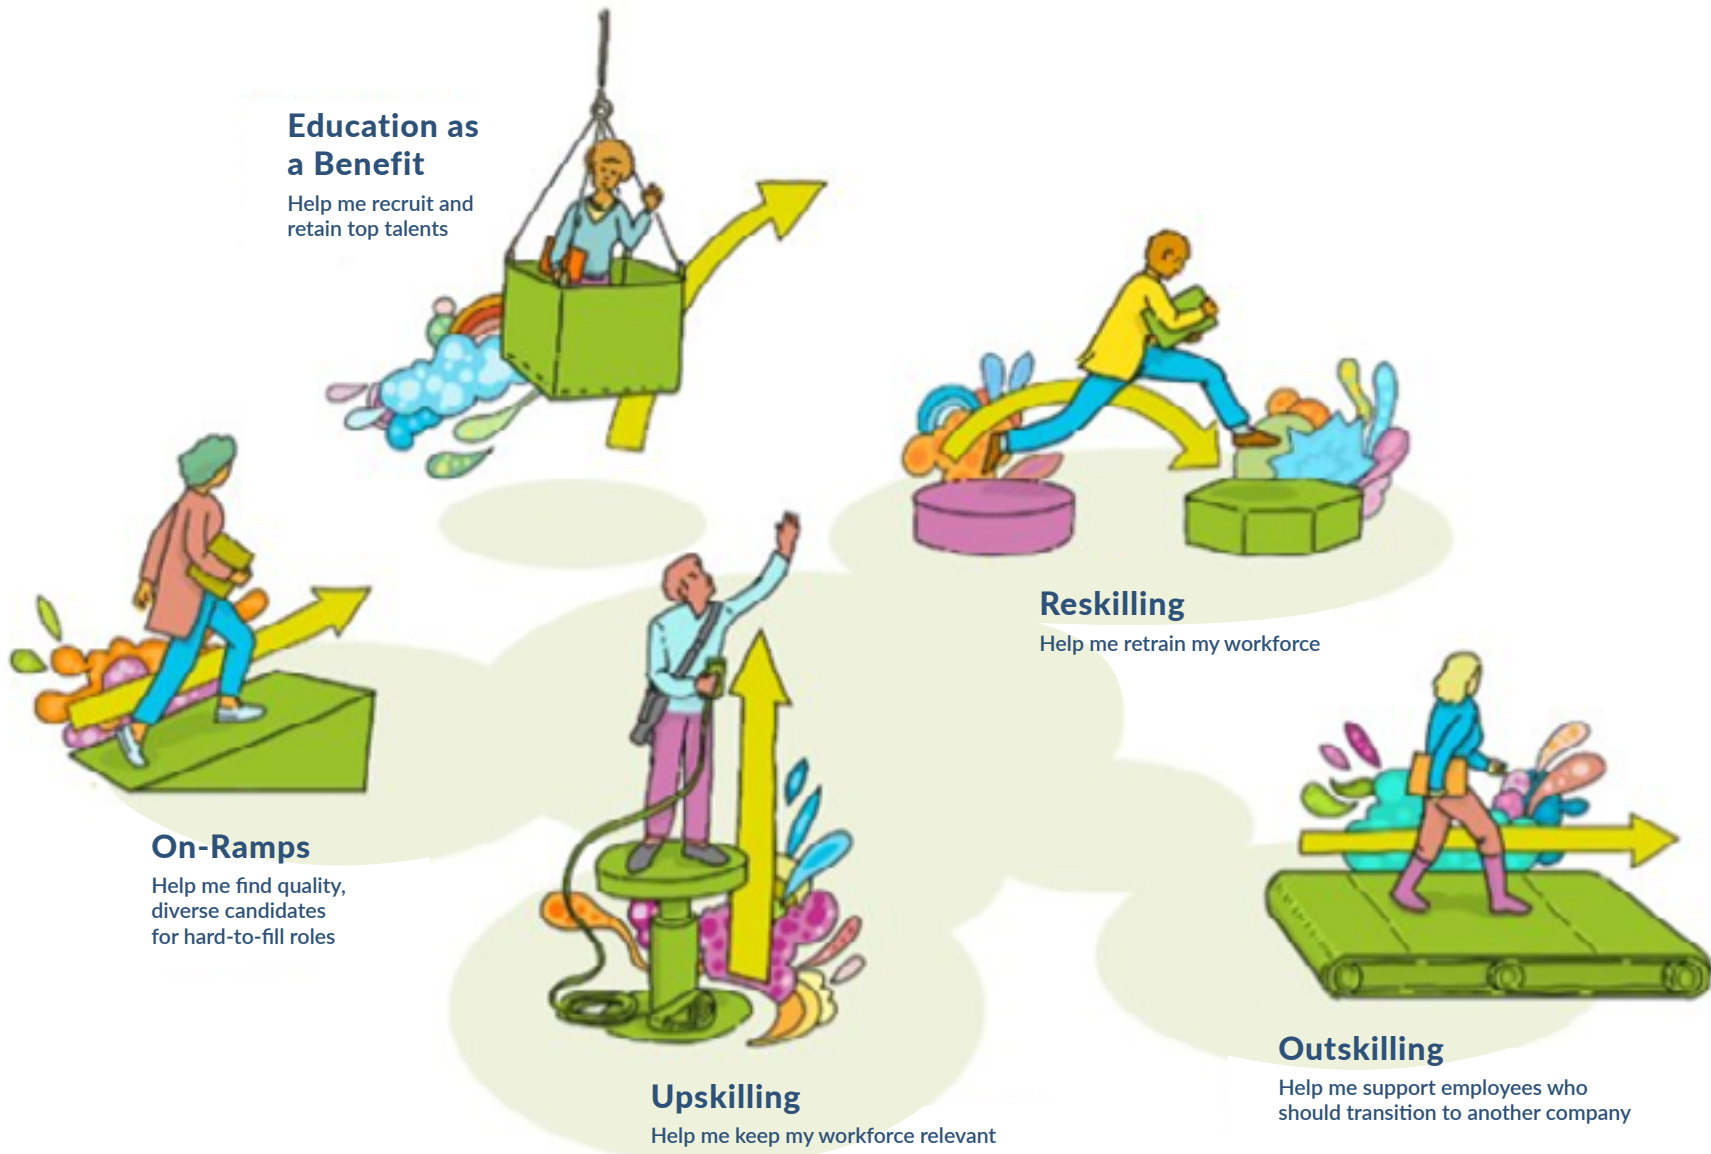 Education as
a Benefit
Help me recruit and
retain top talents
Reskilling
Help me retrain my workforce
On-Ramps
Help me find quality,
diverse candidates
for hard-to-fill roles
Outskilling
Help me support employees who
should transition to another company
Upskilling
Help me keep my workforce relevant